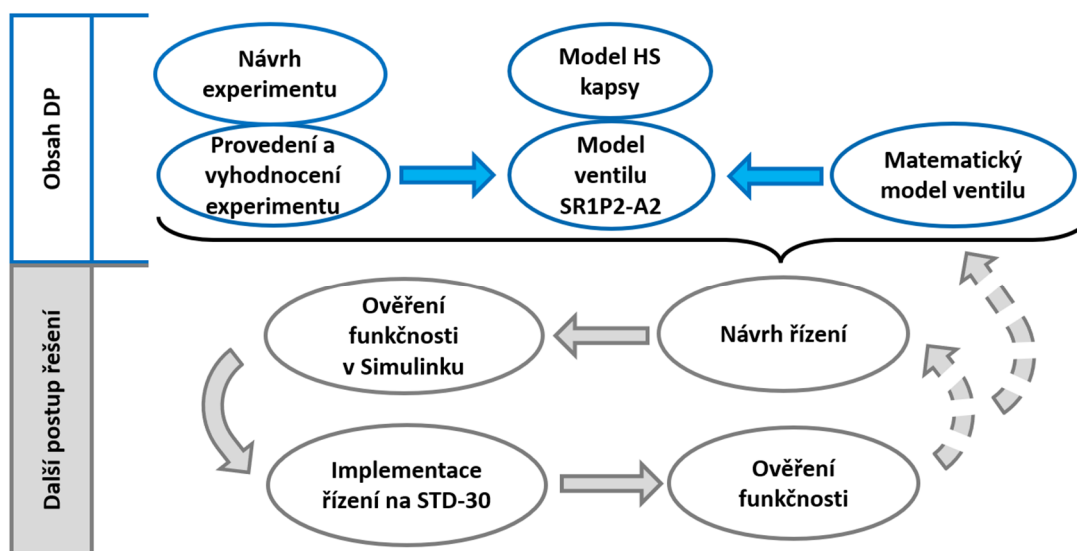 Obsah DP
Návrh
experimentu
Provedení a
vyhodnocení
experimentu
Model HS
kapsy
Model
ventilu
SR1P2-A2
Matematický
model ventilu
Další postup řešení
Ověření
funkčnosti
v Simulinku
Návrh řízení
Implementace
řízení na STD-30
Ověření
funkčnosti